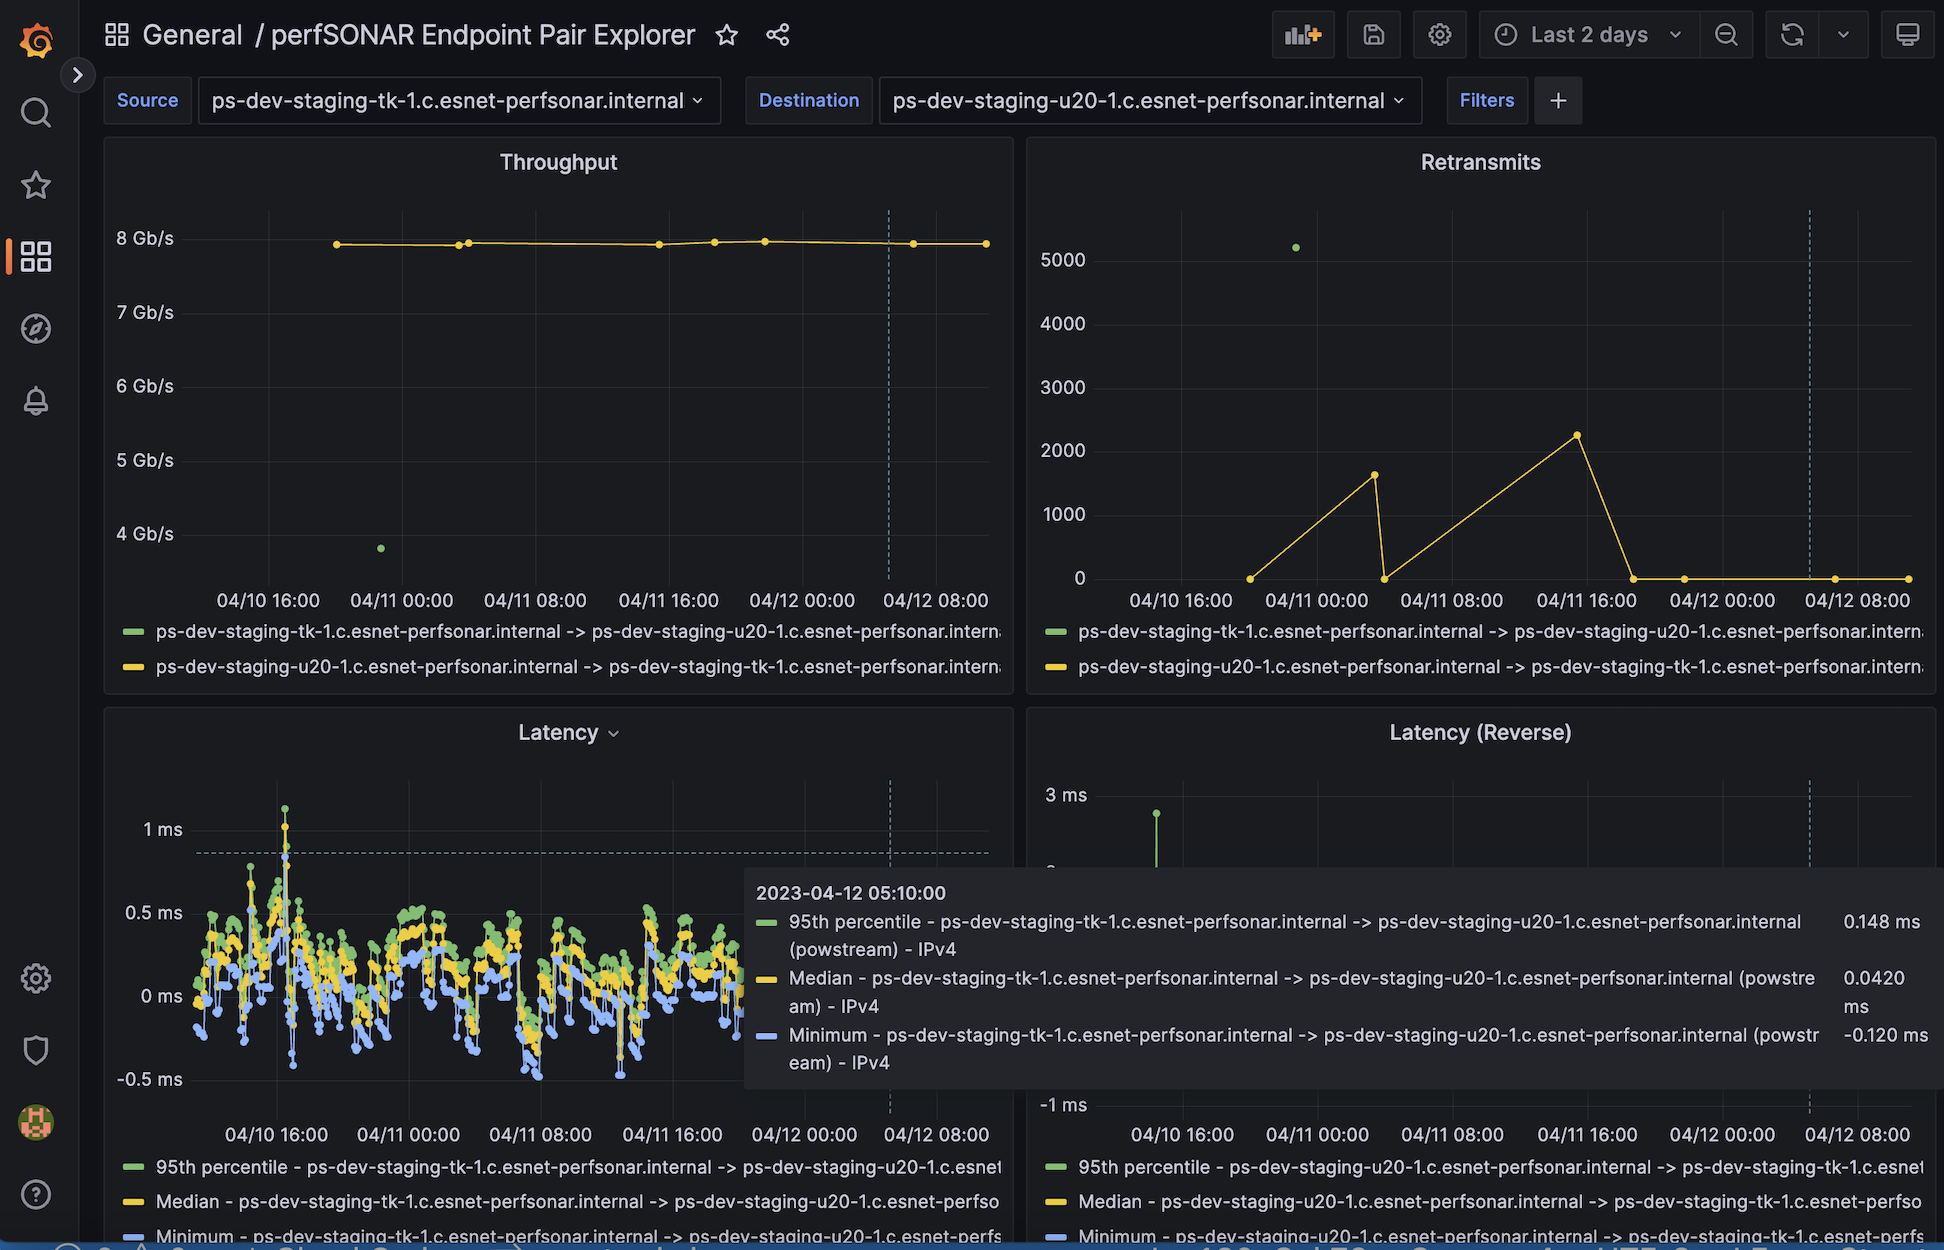 General / perfSONAR Endpoint Pair Explorer
Last 2 days
Source
ps-dev-staging-tk-1.c.esnet-perfsonar.internal
Destination
ps-dev-staging-u20-1.c.esnet-perfsonar.internal
Filters
+
Throughput
8 Gb/s
7 Gb/s
6 Gb/s
5 Gb/s
4 Gb/s
04/10 16:00 04/11 00:00 04/11 08:00 04/11 16:00 04/12 00:00 04/12 08:00
ps-dev-staging-tk-1.c.esnet-perfsonar.internal -> ps-dev-staging-u20-1.c.esnet-perfsonar.intern
ps-dev-staging-u20-1.c.esnet-perfsonar.internal -> ps-dev-staging-tk-1.c.esnet-perfsonar.intern
Retransmits
5000
4000
3000
2000
1000
0
04/10 16:00 04/11 00:00 04/11 08:00 04/11 16:00 04/12 00:00 04/12 08:00
ps-dev-staging-tk-1.c.esnet-perfsonar.internal -> ps-dev-staging-u20-1.c.esnet-perfsonar.intern
ps-dev-staging-u20-1.c.esnet-perfsonar.internal -> ps-dev-staging-tk-1.c.esnet-perfsonar.intern
Latency
1 ms
0.5 ms
0 ms
-0.5 ms
04/10 16:00 04/11 00:00 04/11 08:00 04/11 16:00 04/12 00:00 04/12 08:00
95th percentile - ps-dev-staging-tk-1.c.esnet-perfsonar.internal -> ps-dev-staging-u20-1.c.esnet
Median - ps-dev-staging-tk-1.c.esnet-perfsonar.internal -> ps-dev-staging-u20-1.c.esnet-perfso
Minimum - ps-dev-staging-tk-1.c.esnet-perfsonar.internal -> ps-dev-staging-u20-1.c.esnet-perfs
Latency (Reverse)
3 ms
-1 ms
04/10 16:00 04/11 00:00 04/11 08:00 04/11 16:00 04/12 00:00 04/12 08:00
95th percentile - ps-dev-staging-u20-1.c.esnet-perfsonar.internal -> ps-dev-staging-tk-1.c.esnet
Median - ps-dev-staging-u20-1.c.esnet-perfsonar.internal -> ps-dev-staging-tk-1.c.esnet-perfso
Minimum - ps-dev-staging-u20-1.c.esnet-perfsonar.internal -> ps-dev-staging-tk-1.c.esnet-perfs
2023-04-12 05:10:00
95th percentile - ps-dev-staging-tk-1.c.esnet-perfsonar.internal -> ps-dev-staging-u20-1.c.esnet-perfsonar.internal 0.148 ms
(powstream) - IPv4
Median - ps-dev-staging-tk-1.c.esnet-perfsonar.internal -> ps-dev-staging-u20-1.c.esnet-perfsonar.internal (powstre 0.0420
am) - IPv4 ms
Minimum - ps-dev-staging-tk-1.c.esnet-perfsonar.internal -> ps-dev-staging-u20-1.c.esnet-perfsonar.internal (powstr -0.120 ms
eam) - IPv4